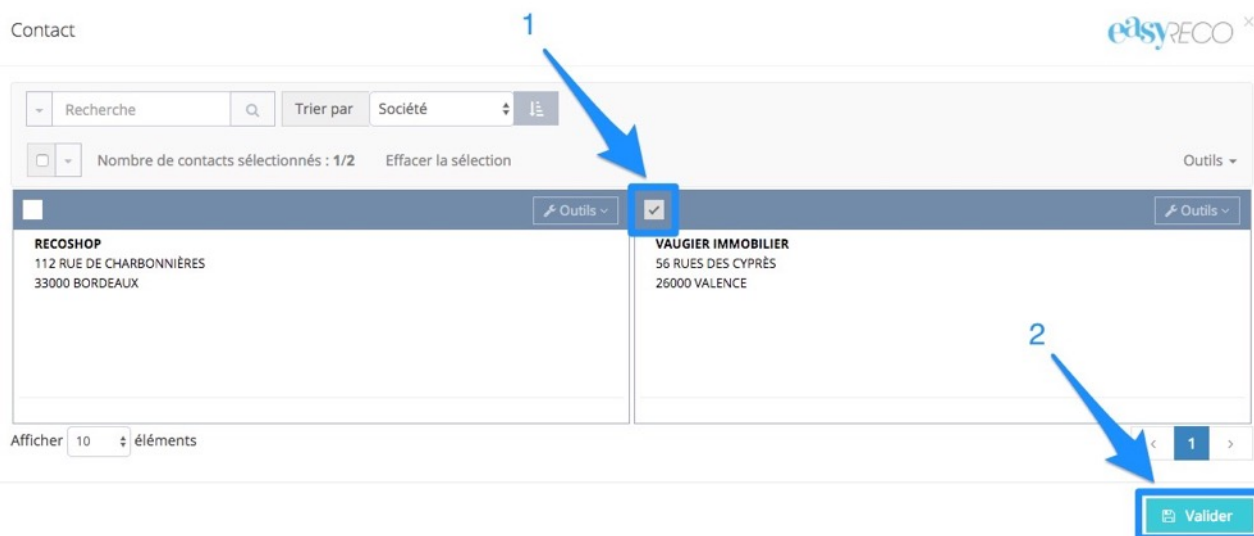 Contact
1
easyRECO
×
Recherche
Trier par
Société
Nombre de contacts sélectionnés : 1/2
Effacer la sélection
Outils
Outils
Outils
RECOSHOP
112 RUE DE CHARBONNIÈRES
33000 BORDEAUX
VAUGIER IMMOBILIER
56 RUES DES CYPRÈS
26000 VALENCE
2
Afficher 10 éléments
‹ 1 ›
Valider